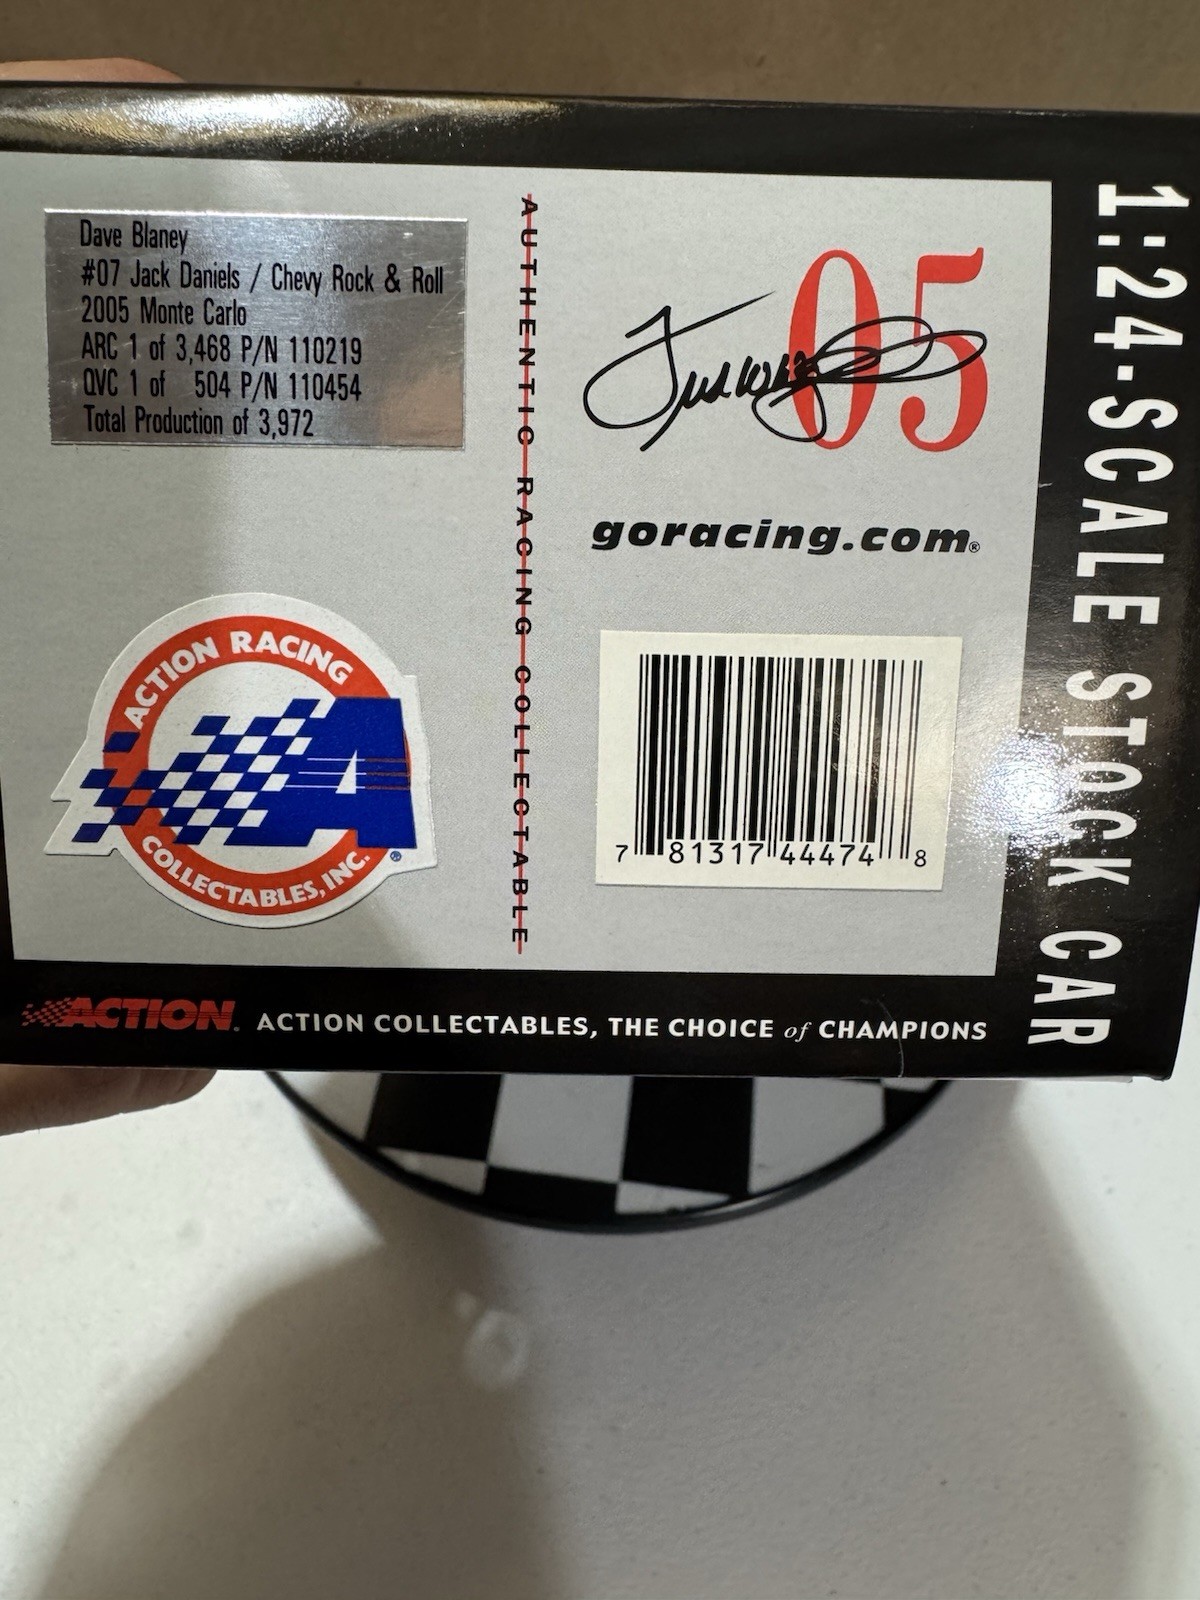 Dave Blaney
#07 Jack Daniels / Chevy Rock & Roll
2005 Monte Carlo
ARC 1 of 3,468 P/N 110219
QVC 1 of 504 P/N 110454
Total Production of 3,972
AUTHENTIC RACING COLLECTABLE
05
goracing.com®
ACTION RACING
COLLECTABLES, INC.®
7 81317 44474 8
1:24-SCALE STOCK CAR
ACTION. ACTION COLLECTABLES, THE CHOICE of CHAMPIONS